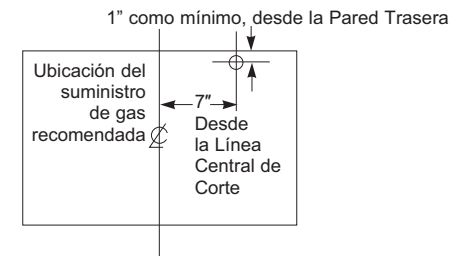 1” como mínimo, desde la Pared Trasera
Ubicación del
suministro
de gas
recomendada
7″
Desde
la Línea
Central de
Corte